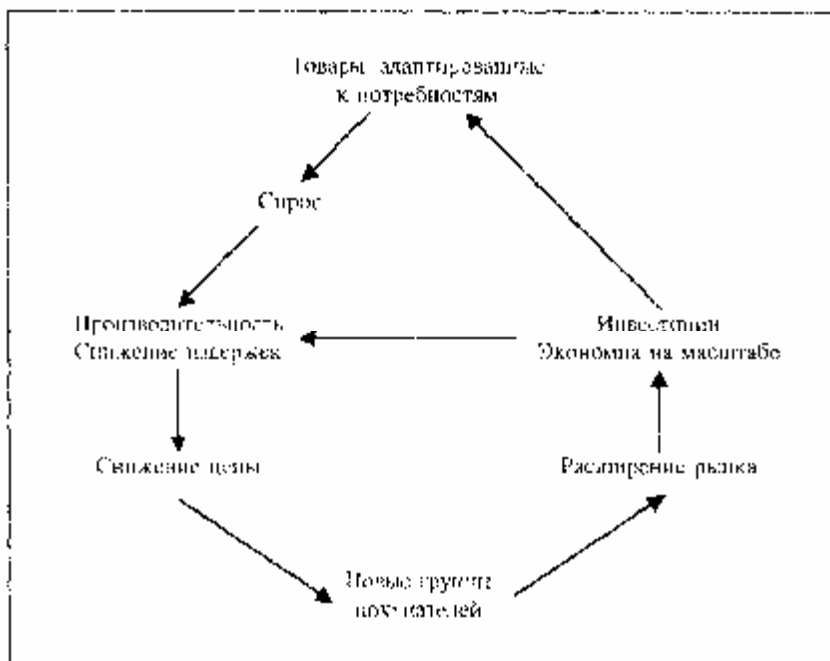 Товары адаптированные
к потребностям
Спрос
Производительность
Снижение издержек
Инвестиции
Экономия на масштабе
Снижение цены
Расширение рынка
Новые группы
покупателей